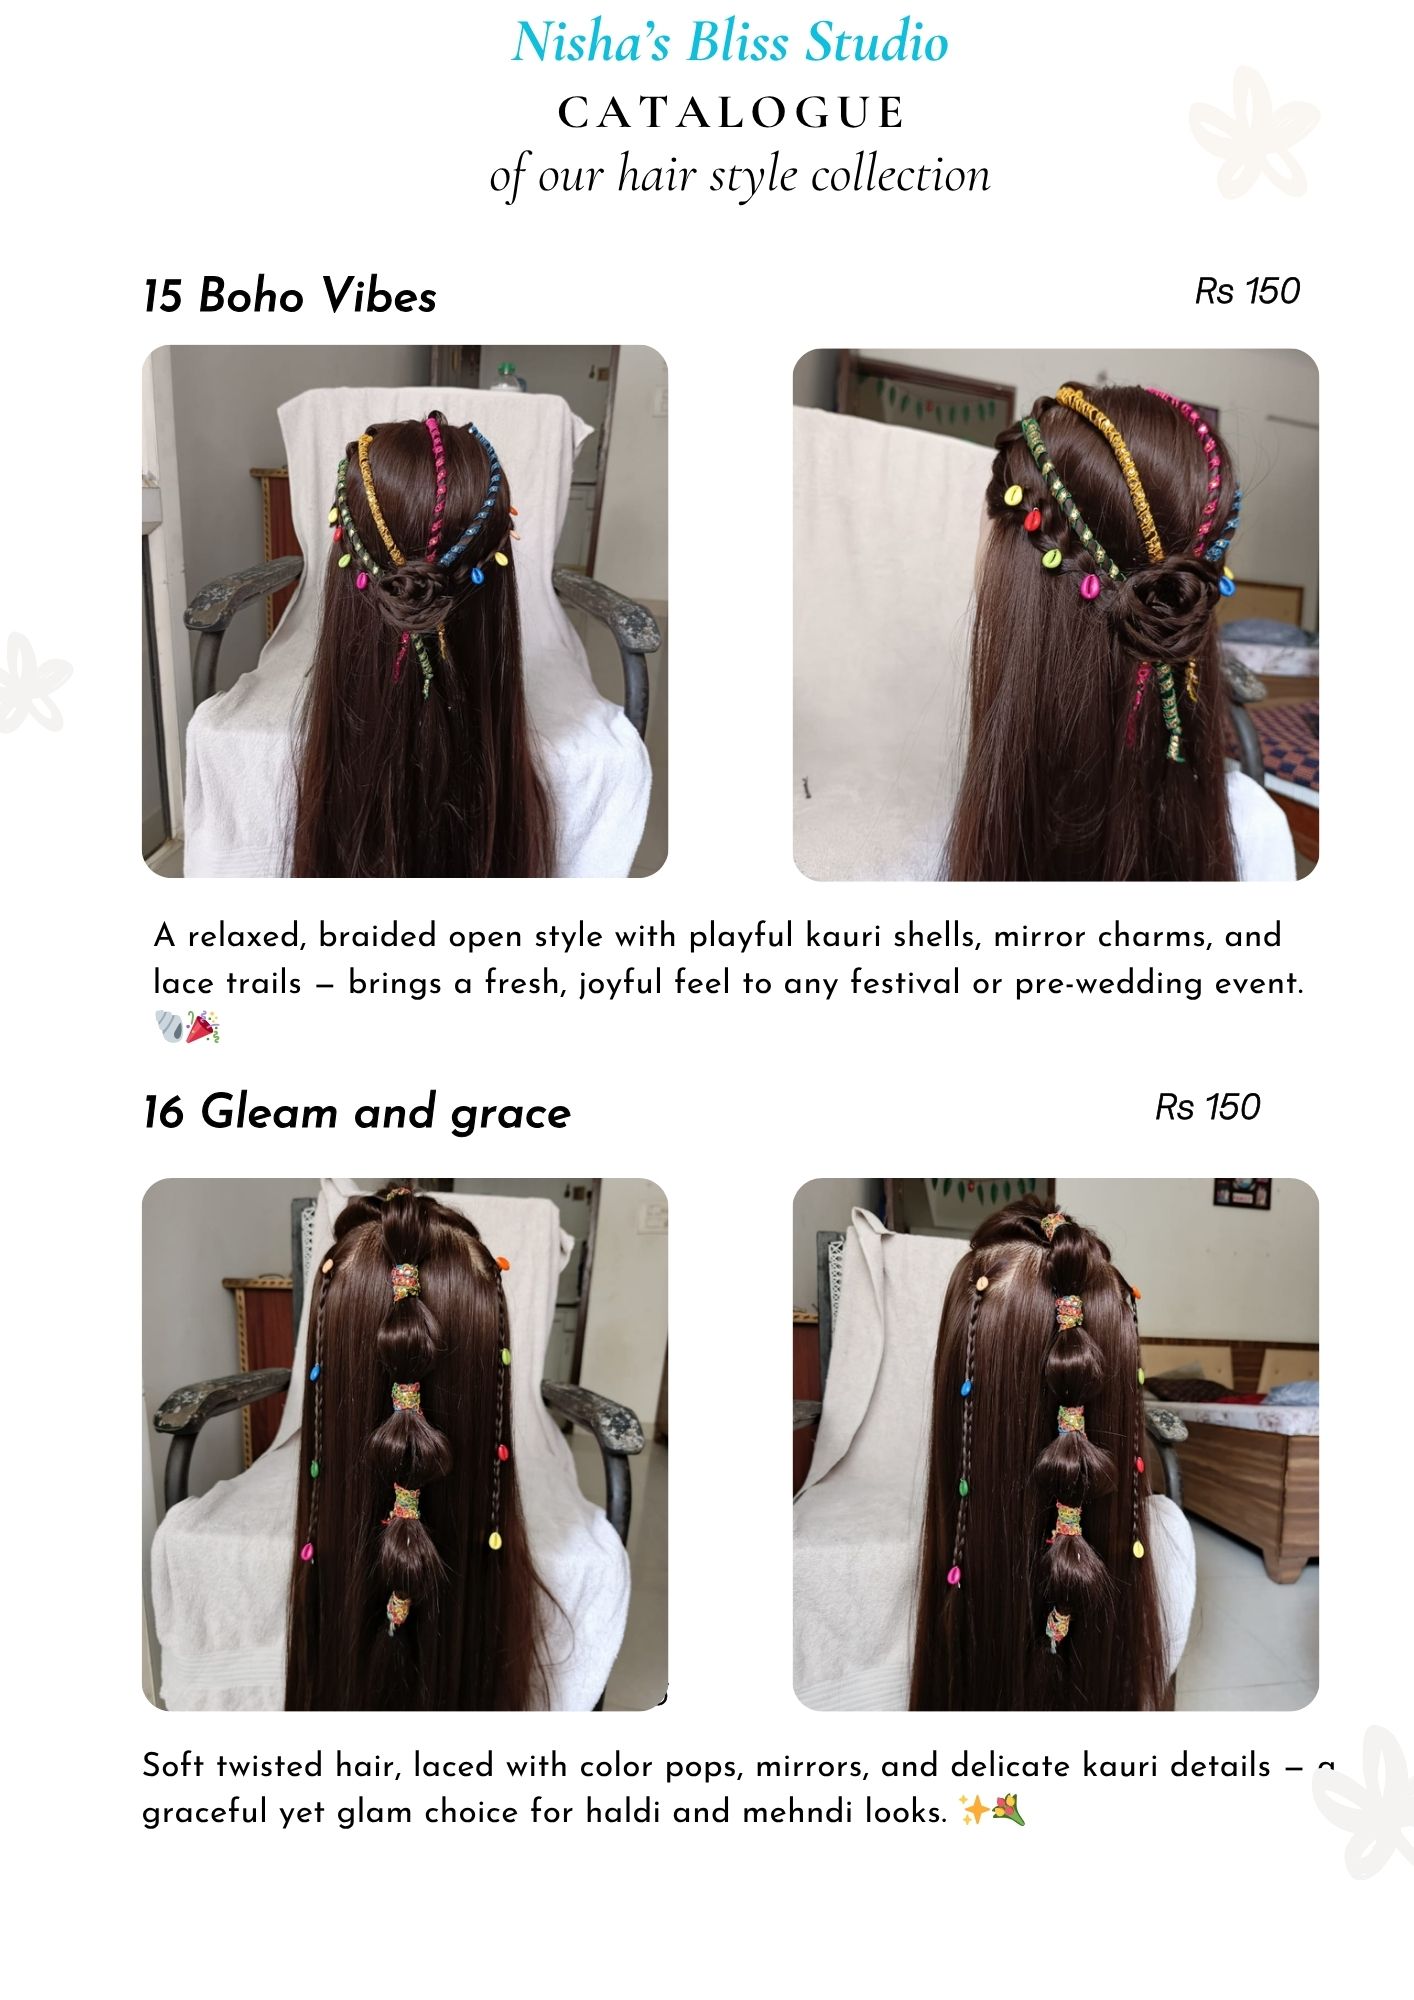 Nisha's Bliss Studio
CATALOGUE
of our hair style collection
15 Boho Vibes
Rs 150
A relaxed, braided open style with playful kauri shells, mirror charms, and
lace trails – brings a fresh, joyful feel to any festival or pre-wedding event.
🐚🎉
16 Gleam and grace
Rs 150
Soft twisted hair, laced with color pops, mirrors, and delicate kauri details – a
graceful yet glam choice for haldi and mehndi looks. ✨💐